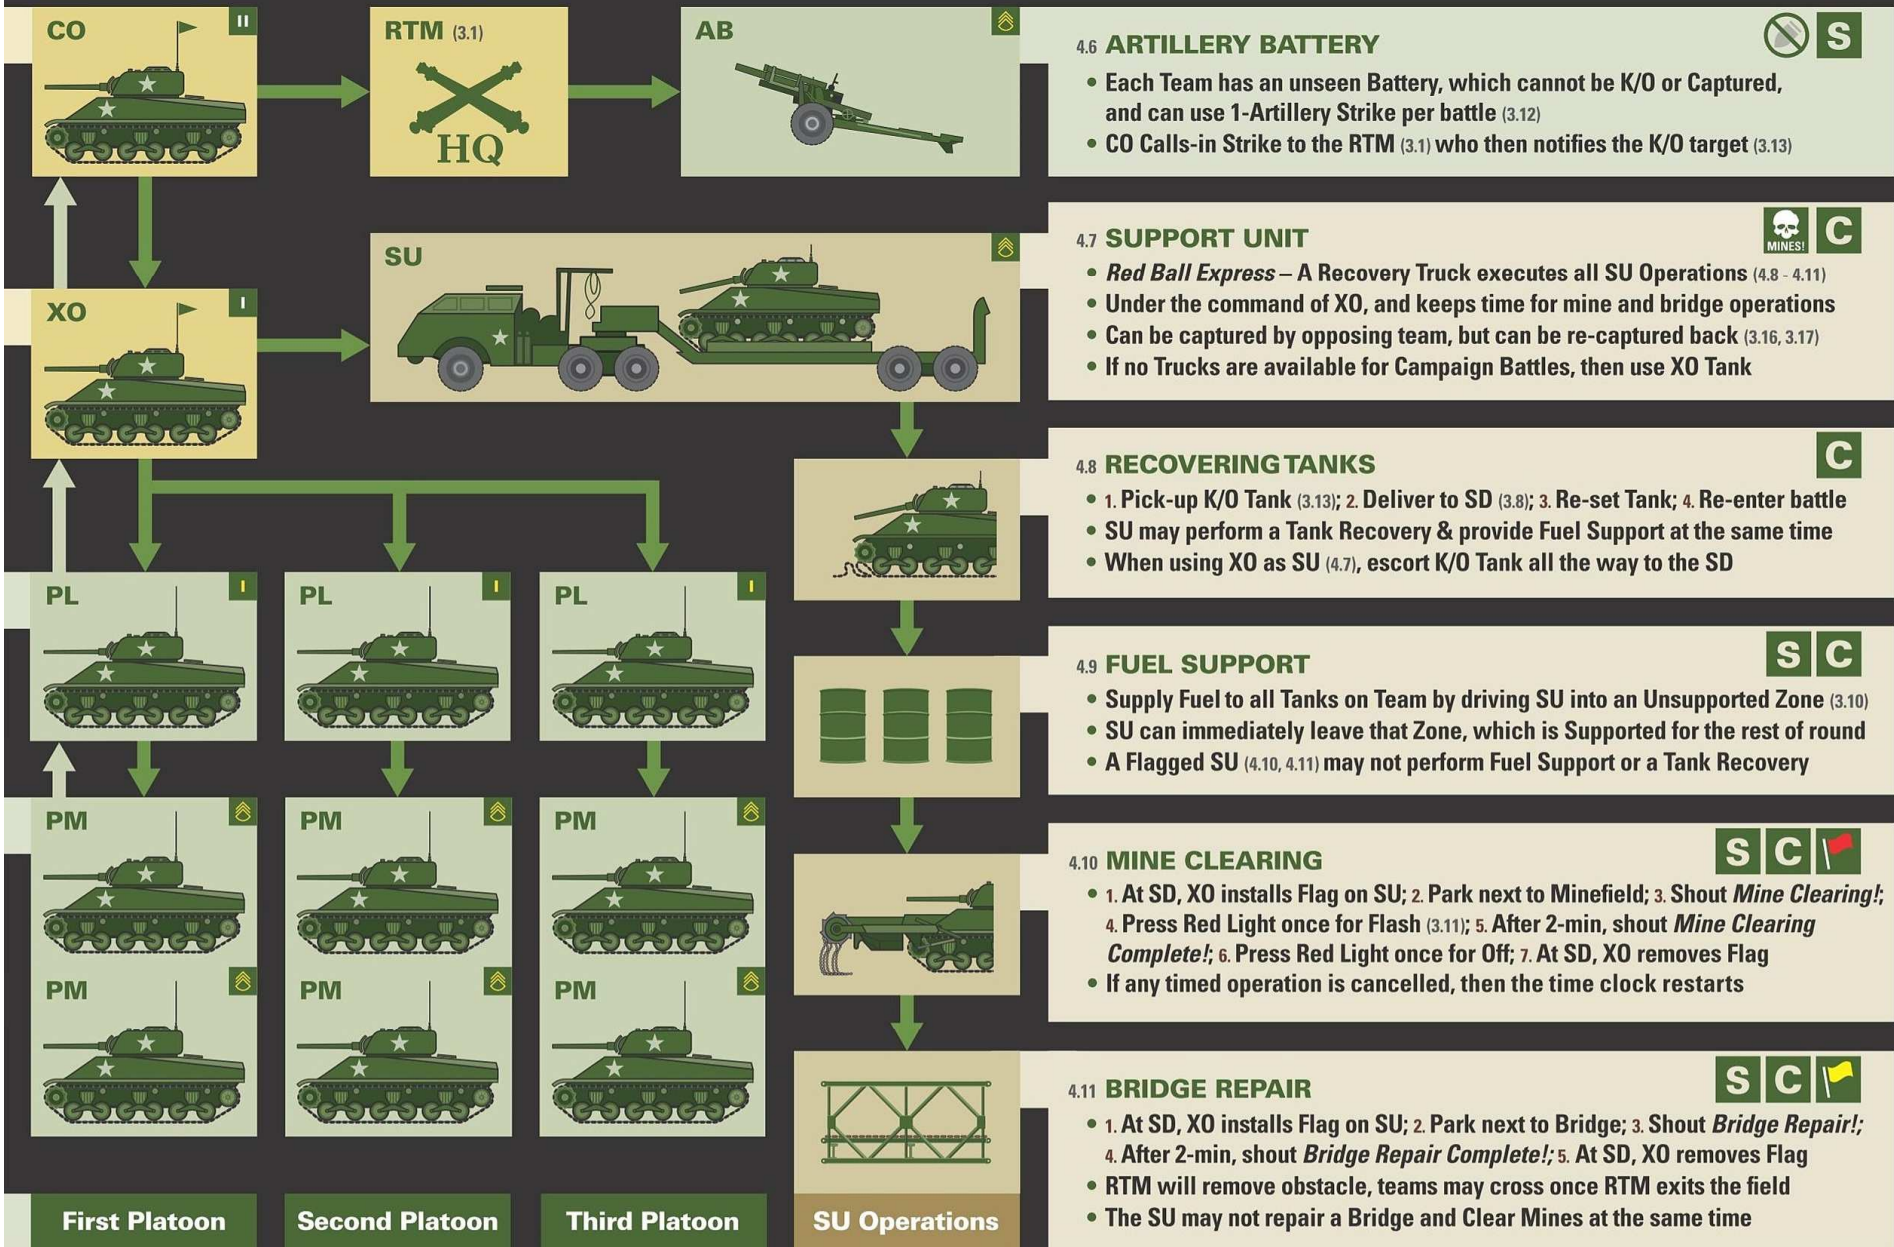 CO
II
RTM (3.1)
HQ
AB
4.6 ARTILLERY BATTERY
S
• Each Team has an unseen Battery, which cannot be K/O or Captured,
and can use 1-Artillery Strike per battle (3.12)
• CO Calls-in Strike to the RTM (3.1) who then notifies the K/O target (3.13)
XO
I
SU
4.7 SUPPORT UNIT
MINES!
C
• Red Ball Express – A Recovery Truck executes all SU Operations (4.8 - 4.11)
• Under the command of XO, and keeps time for mine and bridge operations
• Can be captured by opposing team, but can be re-captured back (3.16, 3.17)
• If no Trucks are available for Campaign Battles, then use XO Tank
4.8 RECOVERING TANKS
C
• 1. Pick-up K/O Tank (3.13); 2. Deliver to SD (3.8); 3. Re-set Tank; 4. Re-enter battle
• SU may perform a Tank Recovery & provide Fuel Support at the same time
• When using XO as SU (4.7), escort K/O Tank all the way to the SD
PL
I
PL
I
PL
I
4.9 FUEL SUPPORT
S C
• Supply Fuel to all Tanks on Team by driving SU into an Unsupported Zone (3.10)
• SU can immediately leave that Zone, which is Supported for the rest of round
• A Flagged SU (4.10, 4.11) may not perform Fuel Support or a Tank Recovery
PM
PM
PM
4.10 MINE CLEARING
S C
• 1. At SD, XO installs Flag on SU; 2. Park next to Minefield; 3. Shout Mine Clearing!;
4. Press Red Light once for Flash (3.11); 5. After 2-min, shout Mine Clearing
Complete!; 6. Press Red Light once for Off; 7. At SD, XO removes Flag
• If any timed operation is cancelled, then the time clock restarts
PM
PM
PM
4.11 BRIDGE REPAIR
S C
• 1. At SD, XO installs Flag on SU; 2. Park next to Bridge; 3. Shout Bridge Repair!;
4. After 2-min, shout Bridge Repair Complete!; 5. At SD, XO removes Flag
• RTM will remove obstacle, teams may cross once RTM exits the field
• The SU may not repair a Bridge and Clear Mines at the same time
First Platoon
Second Platoon
Third Platoon
SU Operations